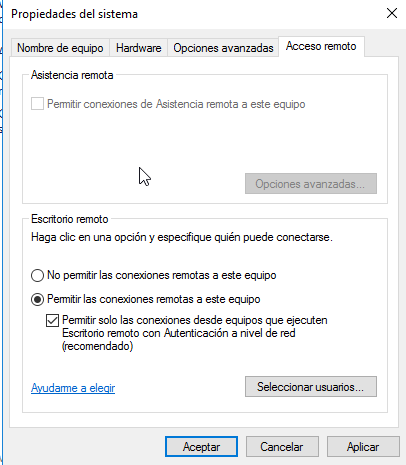 Propiedades del sistema
Nombre de equipo Hardware Opciones avanzadas Acceso remoto
Asistencia remota
Permitir conexiones de Asistencia remota a este equipo
Opciones avanzadas...
Escritorio remoto
Haga clic en una opción y especifique quién puede conectarse.
No permitir las conexiones remotas a este equipo
Permitir las conexiones remotas a este equipo
Permitir solo las conexiones desde equipos que ejecuten
Escritorio remoto con Autenticación a nivel de red
(recomendado)
Ayudarme a elegir Seleccionar usuarios...
Aceptar Cancelar Aplicar